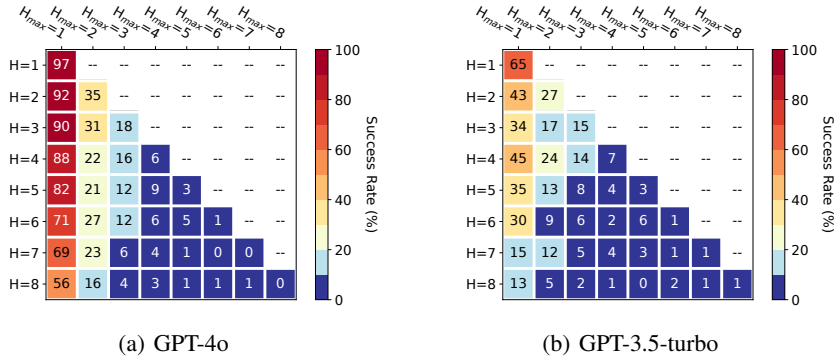 H_max=1 H_max=2 H_max=3 H_max=4 H_max=5 H_max=6 H_max=7 H_max=8
H=1 97 -- -- -- -- -- -- --
H=2 92 35 -- -- -- -- -- --
H=3 90 31 18 -- -- -- -- --
H=4 88 22 16 6 -- -- -- --
H=5 82 21 12 9 3 -- -- --
H=6 71 27 12 6 5 1 -- --
H=7 69 23 6 4 1 0 0 --
H=8 56 16 4 3 1 1 1 0
100
80
60
40
20
0
Success Rate (%)
(a) GPT-4o
H_max=1 H_max=2 H_max=3 H_max=4 H_max=5 H_max=6 H_max=7 H_max=8
H=1 65 -- -- -- -- -- -- --
H=2 43 27 -- -- -- -- -- --
H=3 34 17 15 -- -- -- -- --
H=4 45 24 14 7 -- -- -- --
H=5 35 13 8 4 3 -- -- --
H=6 30 9 6 2 6 1 -- --
H=7 15 12 5 4 3 1 1 --
H=8 13 5 2 1 0 2 1 1
100
80
60
40
20
0
Success Rate (%)
(b) GPT-3.5-turbo